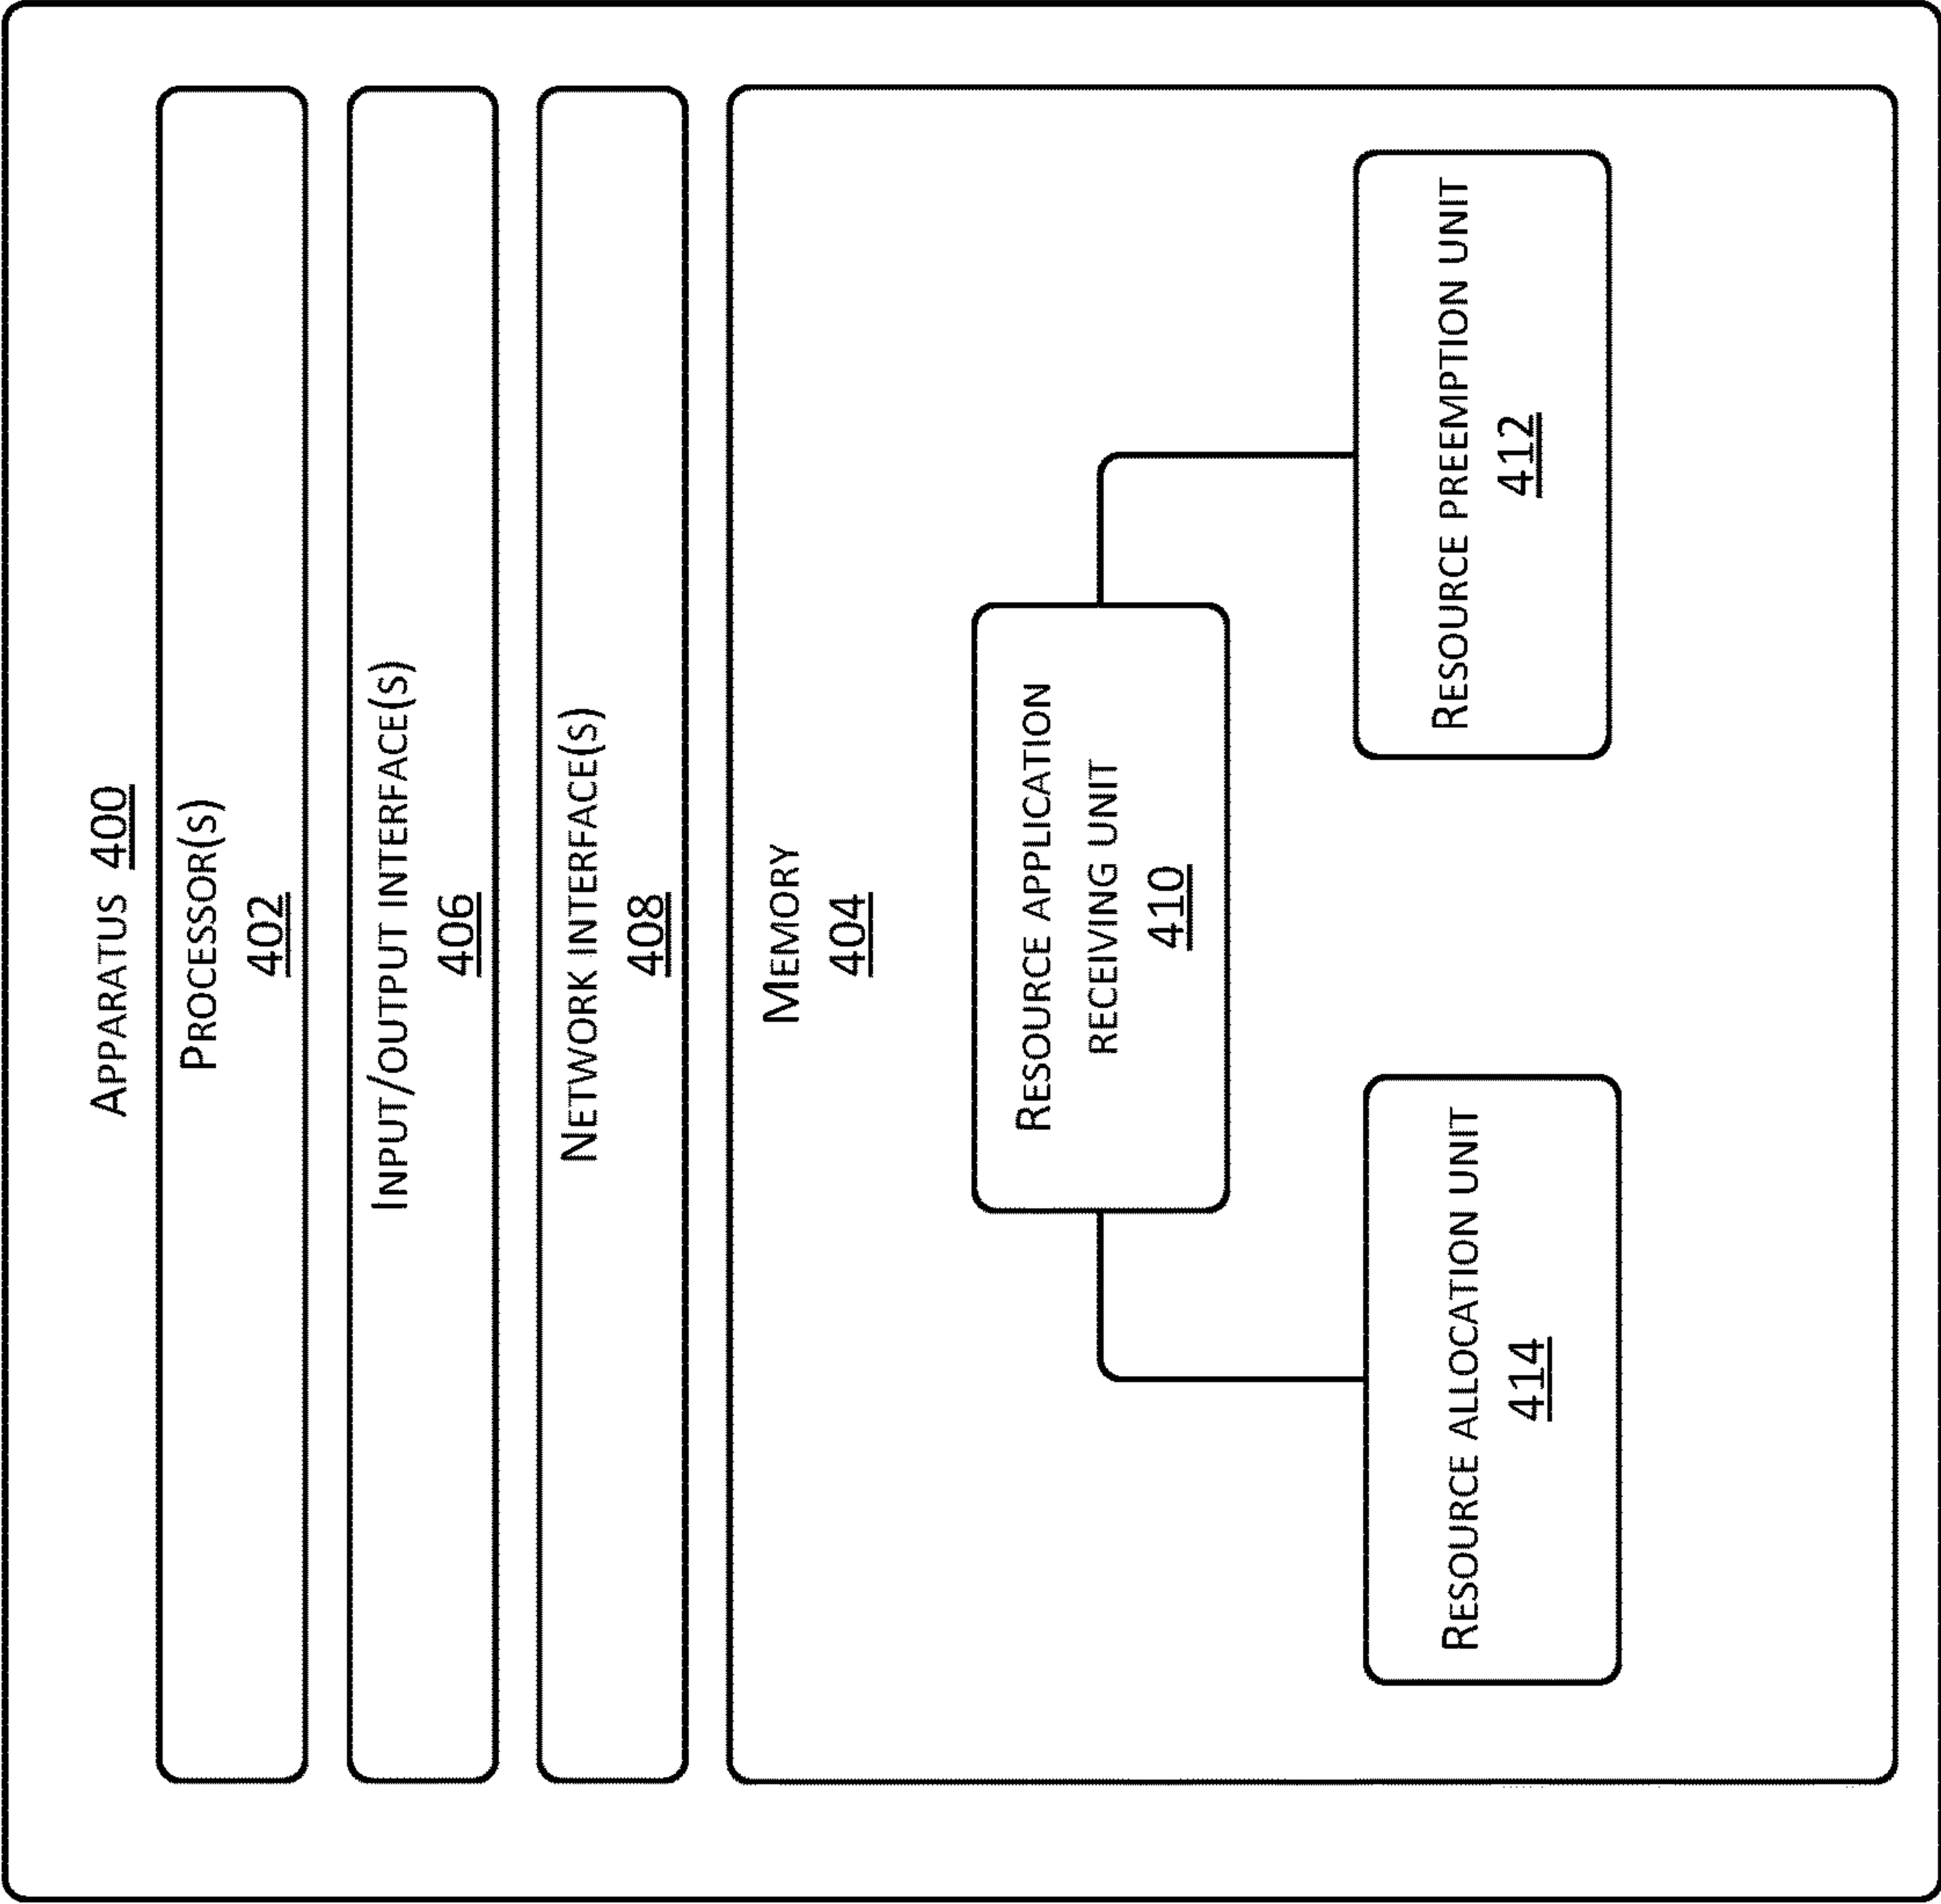 APPARATUS 400
PROCESSOR(S)
402
INPUT/OUTPUT INTERFACE(S)
406
NETWORK INTERFACE(S)
408
MEMORY
404
RESOURCE APPLICATION
RECEIVING UNIT
410
RESOURCE ALLOCATION UNIT
414
RESOURCE PREEMPTION UNIT
412